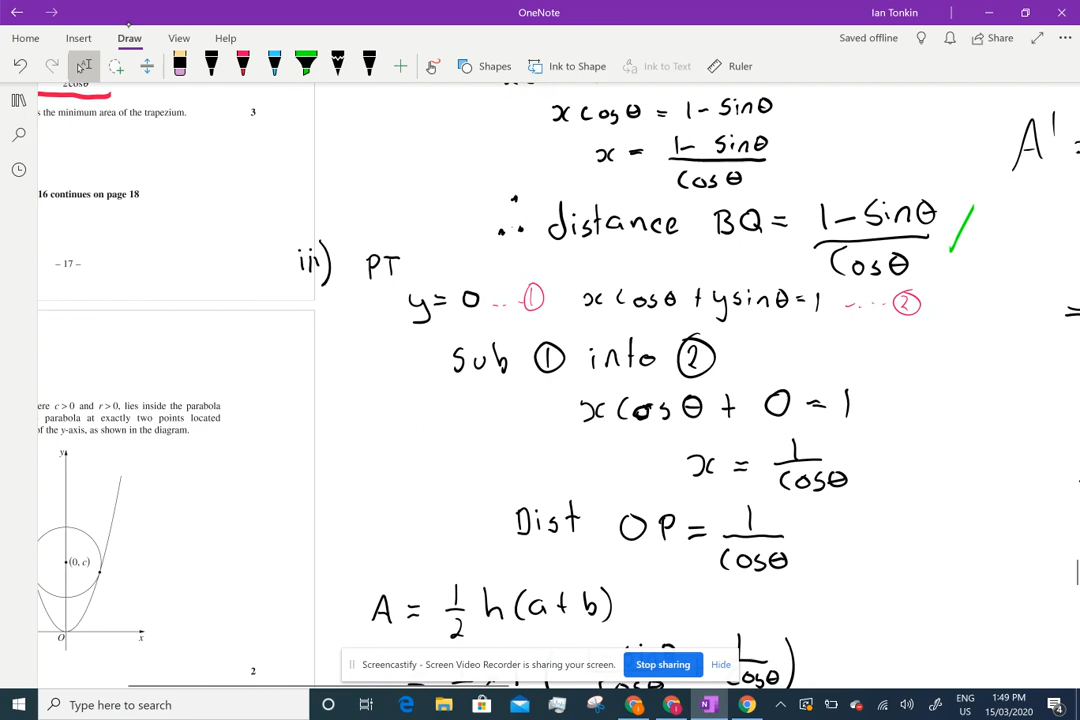 OneNote
Ian Tonkin
Home
Insert
Draw
View
Help
Saved offline
Share
Shapes
Ink to Shape
Ink to Text
Ruler
2cosθ
s the minimum area of the trapezium.
3
16 continues on page 18
– 17 –
ere c > 0 and r > 0, lies inside the parabola
parabola at exactly two points located
of the y-axis, as shown in the diagram.
y
(0, c)
O
x
2
x cos θ = 1 - sin θ
x = 1 - sin θ / cos θ
∴ distance BQ = 1 - sin θ / cos θ
A' =
iii) PT
y = 0 ... ① x cos θ + y sin θ = 1 .... ②
sub ① into ②
x cos θ + 0 = 1
x = 1 / cos θ
Dist OP = 1 / cos θ
A = 1/2 h (a + b)
Screencastify - Screen Video Recorder is sharing your screen.
Stop sharing
Hide
Type here to search
ENG
US
1:49 PM
15/03/2020
4